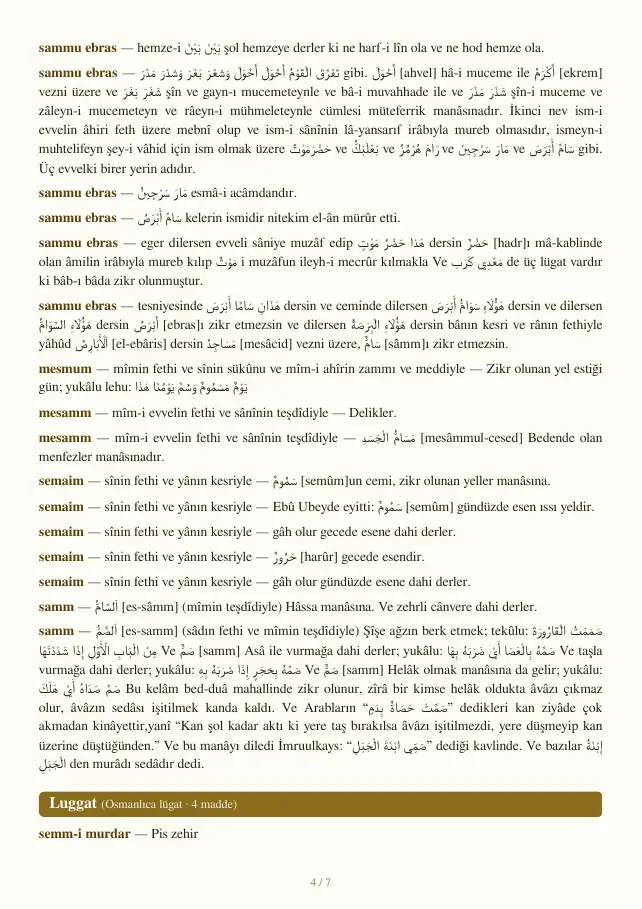 sammu ebras — hemze-i بَيْنَ بَيْنَ şol hemzeye derler ki ne harf-i lîn ola ve ne hod hemze ola.
sammu ebras — تَفَرَّقَ الْقَوْمُ أَخْوَلَ أَخْوَلَ وَشَغَرَ بَغَرَ وَشَذَرَ مَذَرَ gibi. أَخْوَلَ [ahvel] hâ-i muceme ile أَكْرَمُ [ekrem]
vezni üzere ve شَغَرَ بَغَرَ şîn ve gayn-ı mucemeteynle ve bâ-i muvahhade ile ve شَذَرَ مَذَرَ şîn-i muceme ve
zâleyn-i mucemeteyn ve râeyn-i mühmeleteynle cümlesi müteferrik manâsınadır. İkinci nev ism-i
evvelin âhiri feth üzere mebnî olup ve ism-i sânînin lâ-yansarıf irâbıyla mureb olmasıdır, ismeyn-i
muhtelifeyn şey-i vâhid için ism olmak üzere حَضْرَمَوْتُ ve بَعْلَبَكُّ ve رَامَ هُرْمُزُ ve مَارَ سَرْجِينَ ve سَامَّ أَبْرَصَ gibi.
Üç evvelki birer yerin adıdır.
sammu ebras — مَارَ سَرْجِينُ esmâ-i acâmdandır.
sammu ebras — سَامَّ أَبْرَصُ kelerin ismidir nitekim el-ân mürûr etti.
sammu ebras — eger dilersen evveli sâniye muzâf edip هَذَا حَضْرُ مَوْتٍ dersin حَضْرٌ [hadr]ı mâ-kablinde
olan âmilin irâbıyla mureb kılıp مَوْتٌ i muzâfun ileyh-i mecrûr kılmakla Ve مَعْدِي كَرَب de üç lügat vardır
ki bâb-ı bâda zikr olunmuştur.
sammu ebras — tesniyesinde هَذَانِ سَامَّا أَبْرَصَ dersin ve ceminde dilersen هَؤُلَاءِ سَوَامُّ أَبْرَصَ dersin ve dilersen
هَؤُلَاءِ السَّوَامُّ dersin أَبْرَصُ [ebras]ı zikr etmezsin ve dilersen هَؤُلَاءِ الْبِرَصَةُ dersin bânın kesri ve rânın fethiyle
yâhûd اَلْأَبَارِصُ [el-ebâris] dersin مَسَاجِدُ [mesâcid] vezni üzere, سَامٌّ [sâmm]ı zikr etmezsin.
mesmum — mîmin fethi ve sînin sükûnu ve mîm-i ahîrin zammı ve meddiyle — Zikr olunan yel estiği
gün; yukâlu lehu: يَوْمٌ مَسْمُومٌ وَسُمَّ يَوْمُنَا هَذَا
mesamm — mîm-i evvelin fethi ve sânînin teşdîdiyle — Delikler.
mesamm — mîm-i evvelin fethi ve sânînin teşdîdiyle — مَسَامُّ الْجَسَدِ [mesâmmul-cesed] Bedende olan
menfezler manâsınadır.
semaim — sînin fethi ve yânın kesriyle — سَمُومٌ [semûm]un cemi, zikr olunan yeller manâsına.
semaim — sînin fethi ve yânın kesriyle — Ebû Ubeyde eyitti: سَمُومٌ [semûm] gündüzde esen ıssı yeldir.
semaim — sînin fethi ve yânın kesriyle — gâh olur gecede esene dahi derler.
semaim — sînin fethi ve yânın kesriyle — حَرُورٌ [harûr] gecede esendir.
semaim — sînin fethi ve yânın kesriyle — gâh olur gündüzde esene dahi derler.
samm — اَلسَّامُّ [es-sâmm] (mîmin teşdîdiyle) Hâssa manâsına. Ve zehrli cânvere dahi derler.
samm — اَلصَّمُّ [es-samm] (sâdın fethi ve mîmin teşdîdiyle) Şîşe ağzın berk etmek; tekûlu: صَمَمْتُ الْقَارُورَةَ
مِنَ الْبَابِ الْأَوَّلِ إِذَا شَدَدْتَهَا Ve صَمٌّ [samm] Asâ ile vurmağa dahi derler; yukâlu: صَمَّهُ بِالْعَصَا أَيْ ضَرَبَهُ بِهَا Ve taşla
vurmağa dahi derler; yukâlu: صَمَّهُ بِحَجَرٍ إِذَا ضَرَبَهُ بِهِ Ve صَمٌّ [samm] Helâk olmak manâsına da gelir; yukâlu:
صَمَّ صَدَاهُ أَيْ هَلَكَ Bu kelâm bed-duâ mahallinde zikr olunur, zîrâ bir kimse helâk oldukta âvâzı çıkmaz
olur, âvâzın sedâsı işitilmek kanda kaldı. Ve Arabların “صَمَّتْ حَصَاةٌ بِدَمٍ” dedikleri kan ziyâde çok
akmadan kinâyettir,yanî “Kan şol kadar aktı ki yere taş bırakılsa âvâzı işitilmezdi, yere düşmeyip kan
üzerine düştüğünden.” Ve bu manâyı diledi İmruulkays: “صَمِّي ابْنَةَ الْجَبَلِ” dediği kavlinde. Ve bazılar إِبْنَةُ
الْجَبَلِ den murâdı sedâdır dedi.
Luggat (Osmanlıca lügat · 4 madde)
semm-i murdar — Pis zehir
4 / 7